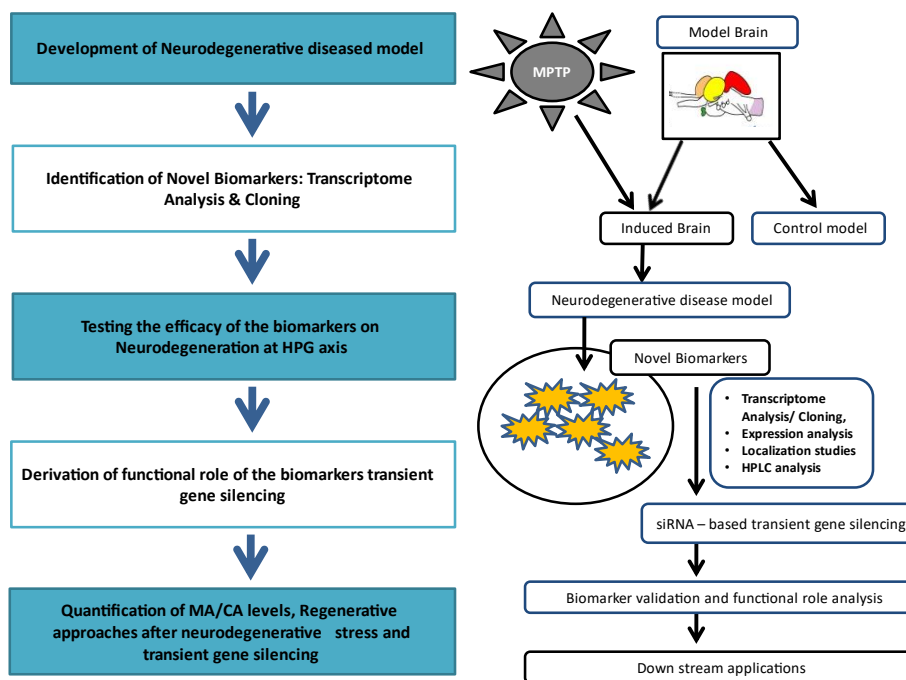 Development of Neurodegenerative diseased model
Identification of Novel Biomarkers: Transcriptome
Analysis & Cloning
Testing the efficacy of the biomarkers on
Neurodegeneration at HPG axis
Derivation of functional role of the biomarkers transient
gene silencing
Quantification of MA/CA levels, Regenerative
approaches after neurodegenerative stress and
transient gene silencing
MPTP
Model Brain
Induced Brain
Control model
Neurodegenerative disease model
Novel Biomarkers
• Transcriptome
Analysis/ Cloning,
• Expression analysis
• Localization studies
• HPLC analysis
siRNA – based transient gene silencing
Biomarker validation and functional role analysis
Down stream applications